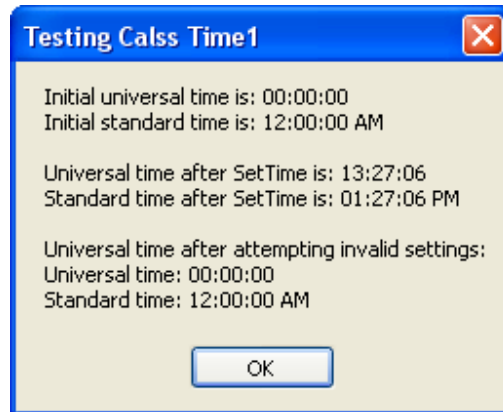 Testing Calss Time1
Initial universal time is: 00:00:00
Initial standard time is: 12:00:00 AM
Universal time after SetTime is: 13:27:06
Standard time after SetTime is: 01:27:06 PM
Universal time after attempting invalid settings:
Universal time: 00:00:00
Standard time: 12:00:00 AM
OK